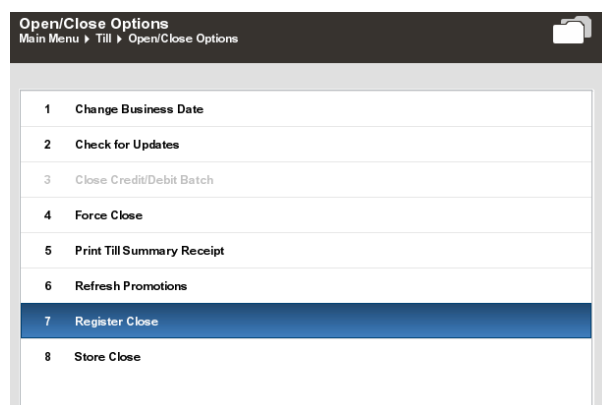 Open/Close Options
Main Menu ▸ Till ▸ Open/Close Options
1 Change Business Date
2 Check for Updates
3 Close Credit/Debit Batch
4 Force Close
5 Print Till Summary Receipt
6 Refresh Promotions
7 Register Close
8 Store Close